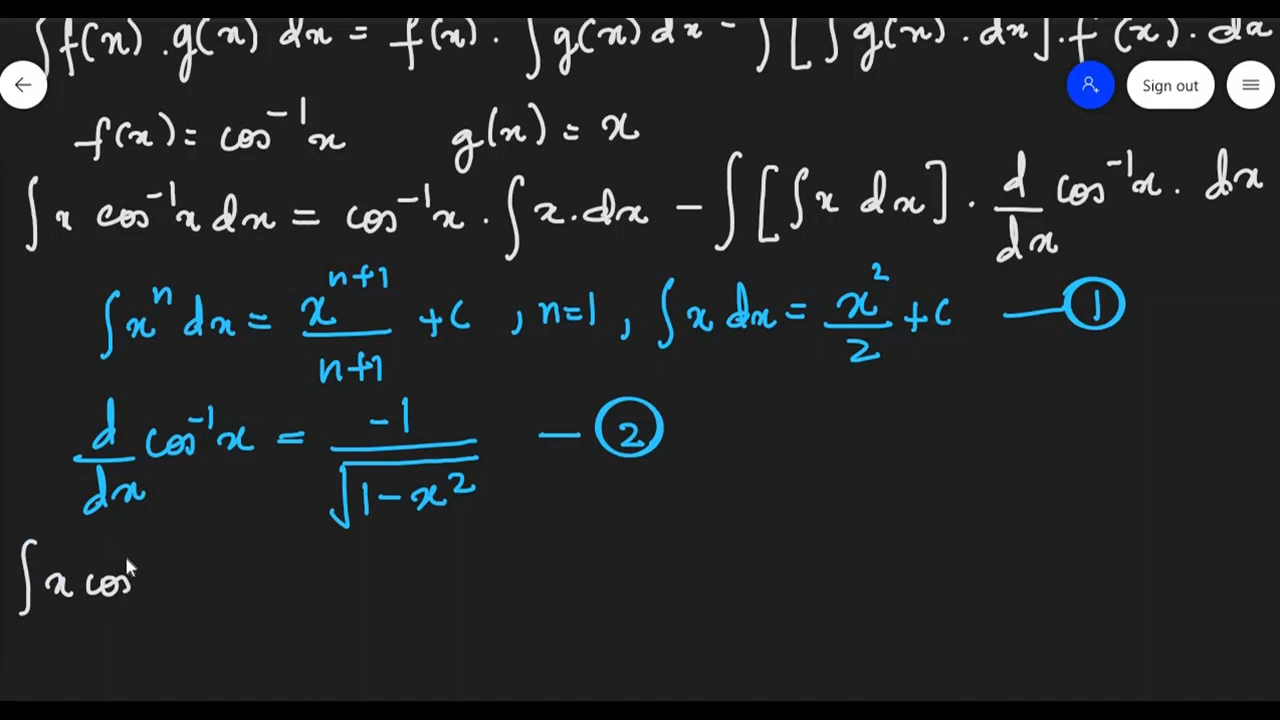 ∫f(x).g(x) dx = f(x). ∫g(x)dx - ∫[∫g(x).dx].f'(x).dx
Sign out
f(x)= cos⁻¹x g(x) = x
∫x cos⁻¹x dx = cos⁻¹x . ∫x.dx - ∫[∫x dx] . d/dx cos⁻¹x . dx
∫xⁿ dx = xⁿ⁺¹/n+1 + c , n=1 , ∫x dx = x²/2 + c — ①
d/dx cos⁻¹x = -1/√1-x² — ②
∫x cos